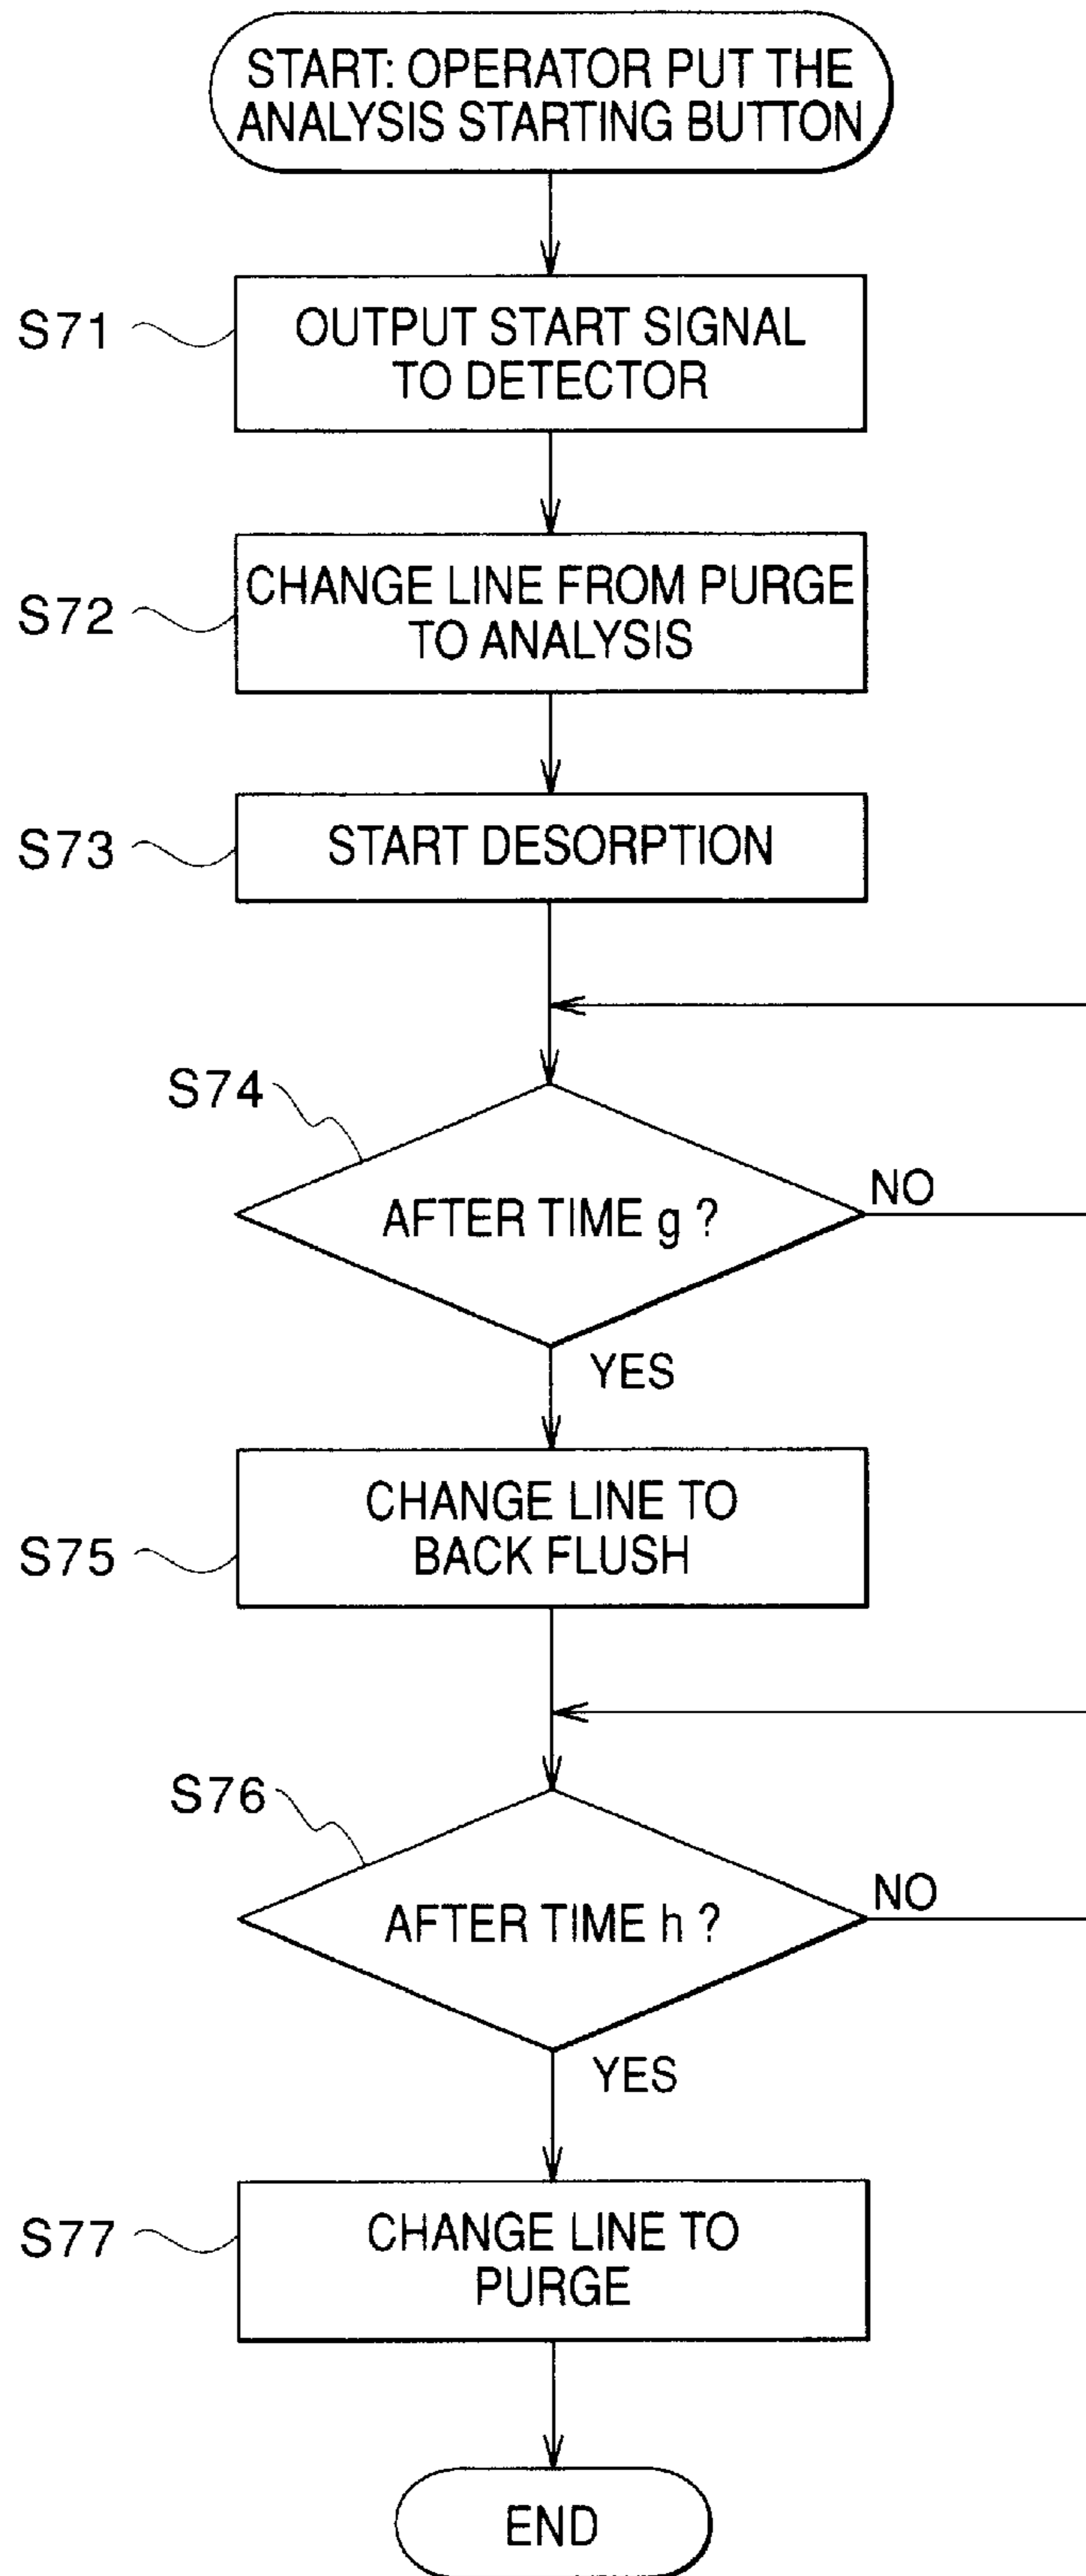 START: OPERATOR PUT THE
ANALYSIS STARTING BUTTON
S71
OUTPUT START SIGNAL
TO DETECTOR
S72
CHANGE LINE FROM PURGE
TO ANALYSIS
S73
START DESORPTION
S74
AFTER TIME g ?
NO
YES
S75
CHANGE LINE TO
BACK FLUSH
S76
AFTER TIME h ?
NO
YES
S77
CHANGE LINE TO
PURGE
END